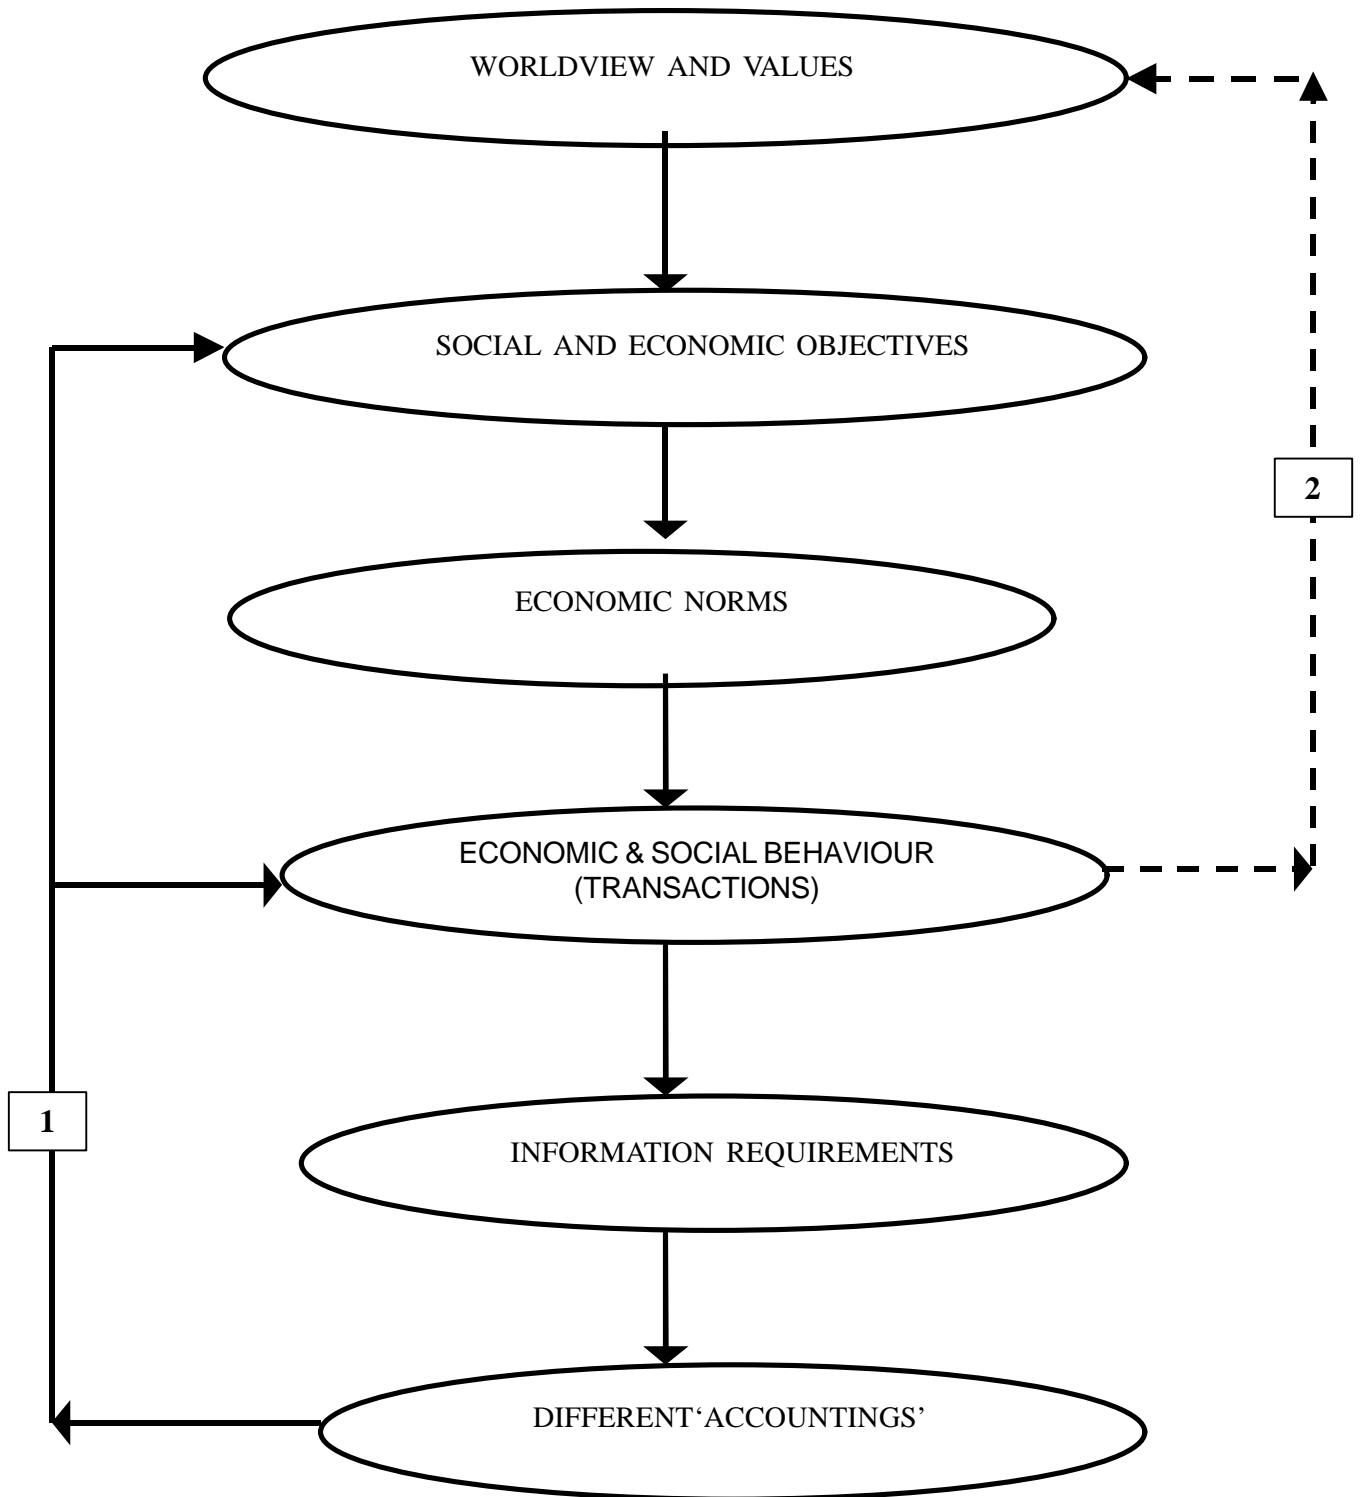 WORLDVIEW AND VALUES
SOCIAL AND ECONOMIC OBJECTIVES
2
ECONOMIC NORMS
ECONOMIC & SOCIAL BEHAVIOUR
(TRANSACTIONS)
1
INFORMATION REQUIREMENTS
DIFFERENT ‘ACCOUNTINGS’